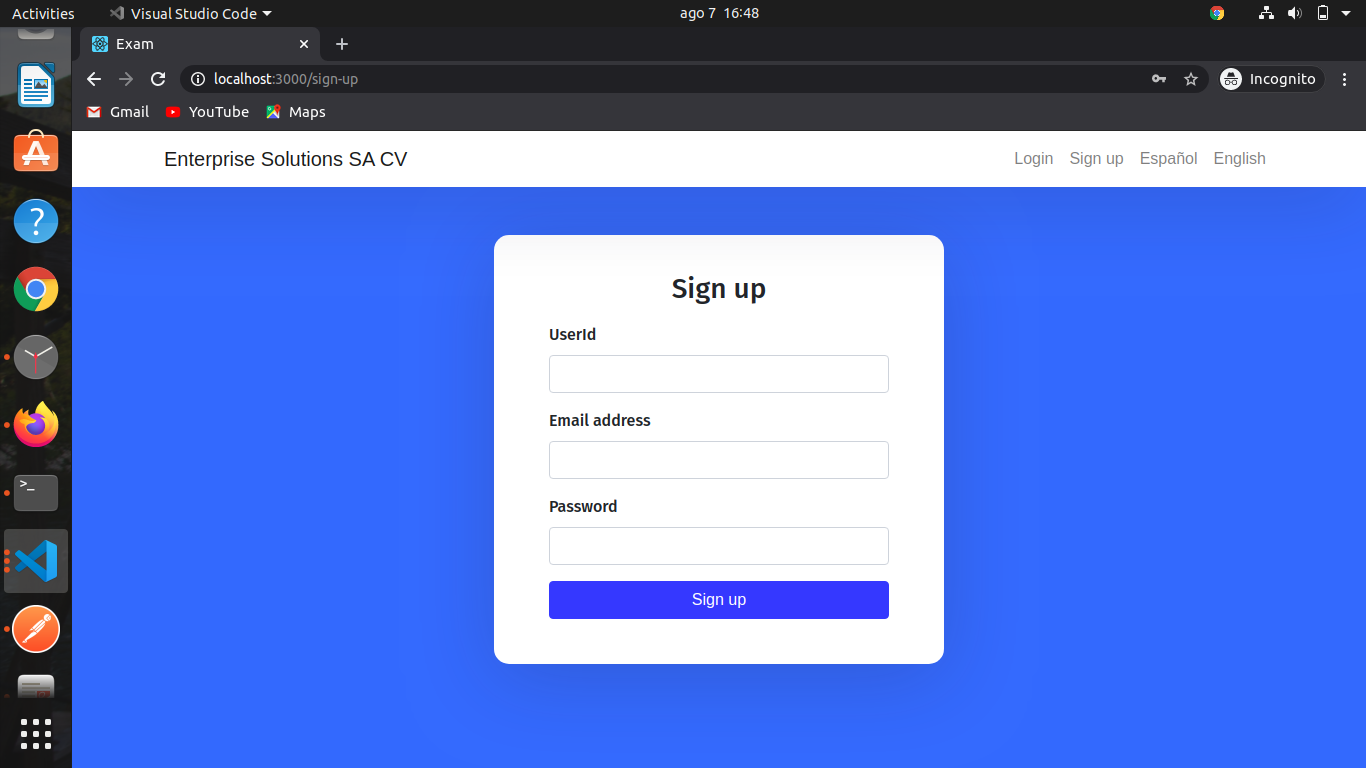 Activities Visual Studio Code ago 7 16:48
Exam
localhost:3000/sign-up Incognito
Gmail YouTube Maps
Enterprise Solutions SA CV Login Sign up Español English
Sign up
UserId
Email address
Password
Sign up